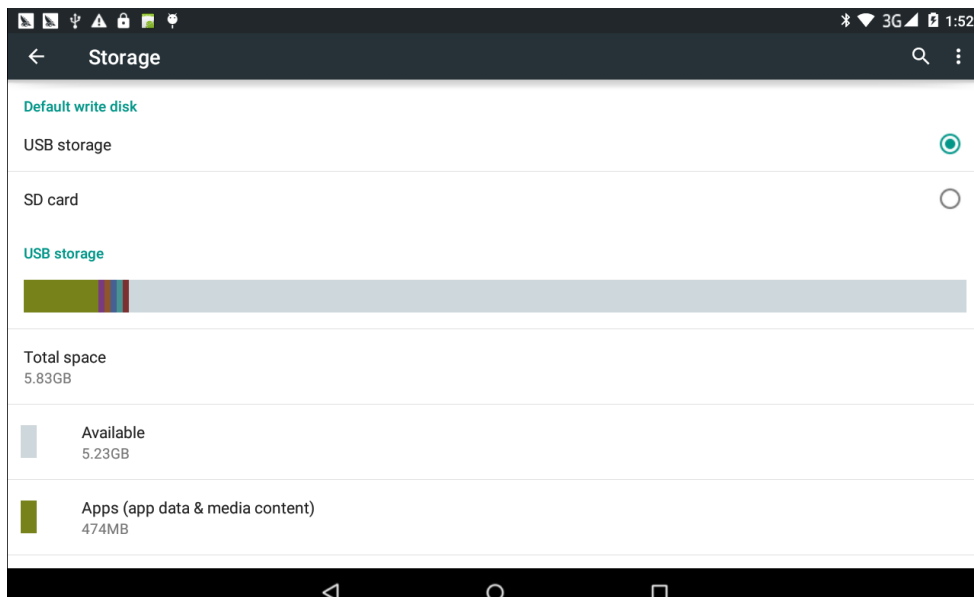 3G 1:52
Storage
Default write disk
USB storage
SD card
USB storage
Total space
5.83GB
Available
5.23GB
Apps (app data & media content)
474MB